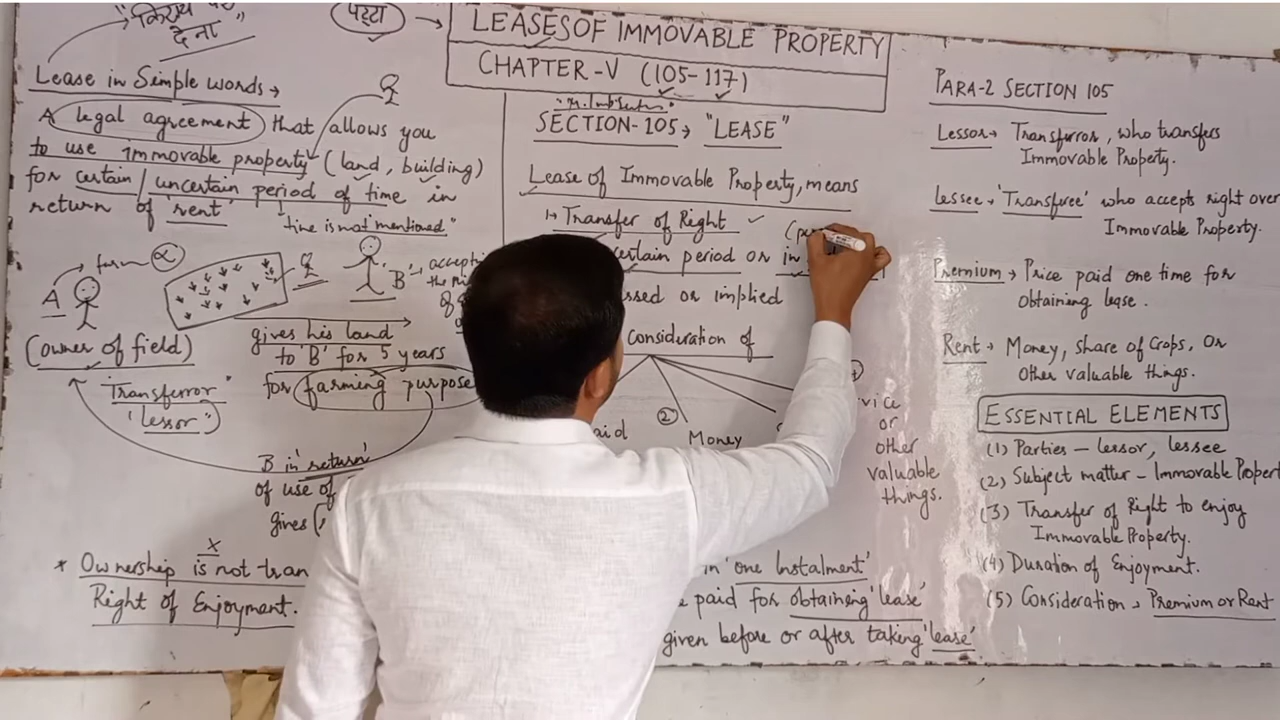 "किराये पर
देना"
पट्टा →
LEASES OF IMMOVABLE PROPERTY
CHAPTER-V (105-117)
Lease in Simple words →
A legal agreement that allows you
to use immovable property (land, building)
for certain/uncertain period of time in
return of 'rent'
"time is not mentioned"
A farm
B'
(owner of field)
"Transferror"
"lessor")
gives his land
to 'B' for 5 years
for farming purpose
B in 'return'
of use of
gives (
x
* Ownership is not tran
Right of Enjoyment.
SECTION-105 → "LEASE"
Lease of Immovable Property, means
1→ Transfer of Right
ertain period or in
ssed or implied
Consideration of
aid
②
Money
vice
or
other
valuable
things.
in 'one Instalment'
paid for obtaining 'lease'
given before or after taking 'lease'
PARA-2 SECTION 105
Lessor → Transferror, who transfers
Immovable Property.
Lessee → 'Transferee' who accepts right over
Immovable Property.
Premium → Price paid one time for
obtaining lease.
Rent → Money, share of Crops, or
Other valuable things.
ESSENTIAL ELEMENTS
(1) Parties – lessor, lessee
(2) Subject matter – Immovable Propert
(3) Transfer of Right to enjoy
Immovable Property.
(4) Duration of Enjoyment.
(5) Consideration → Premium or Rent